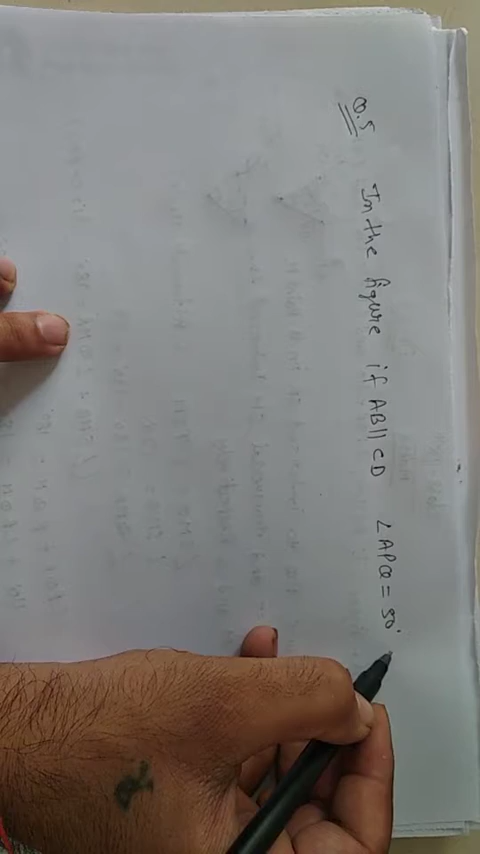 Q.5 In the figure if AB||CD ∠APQ = 50°